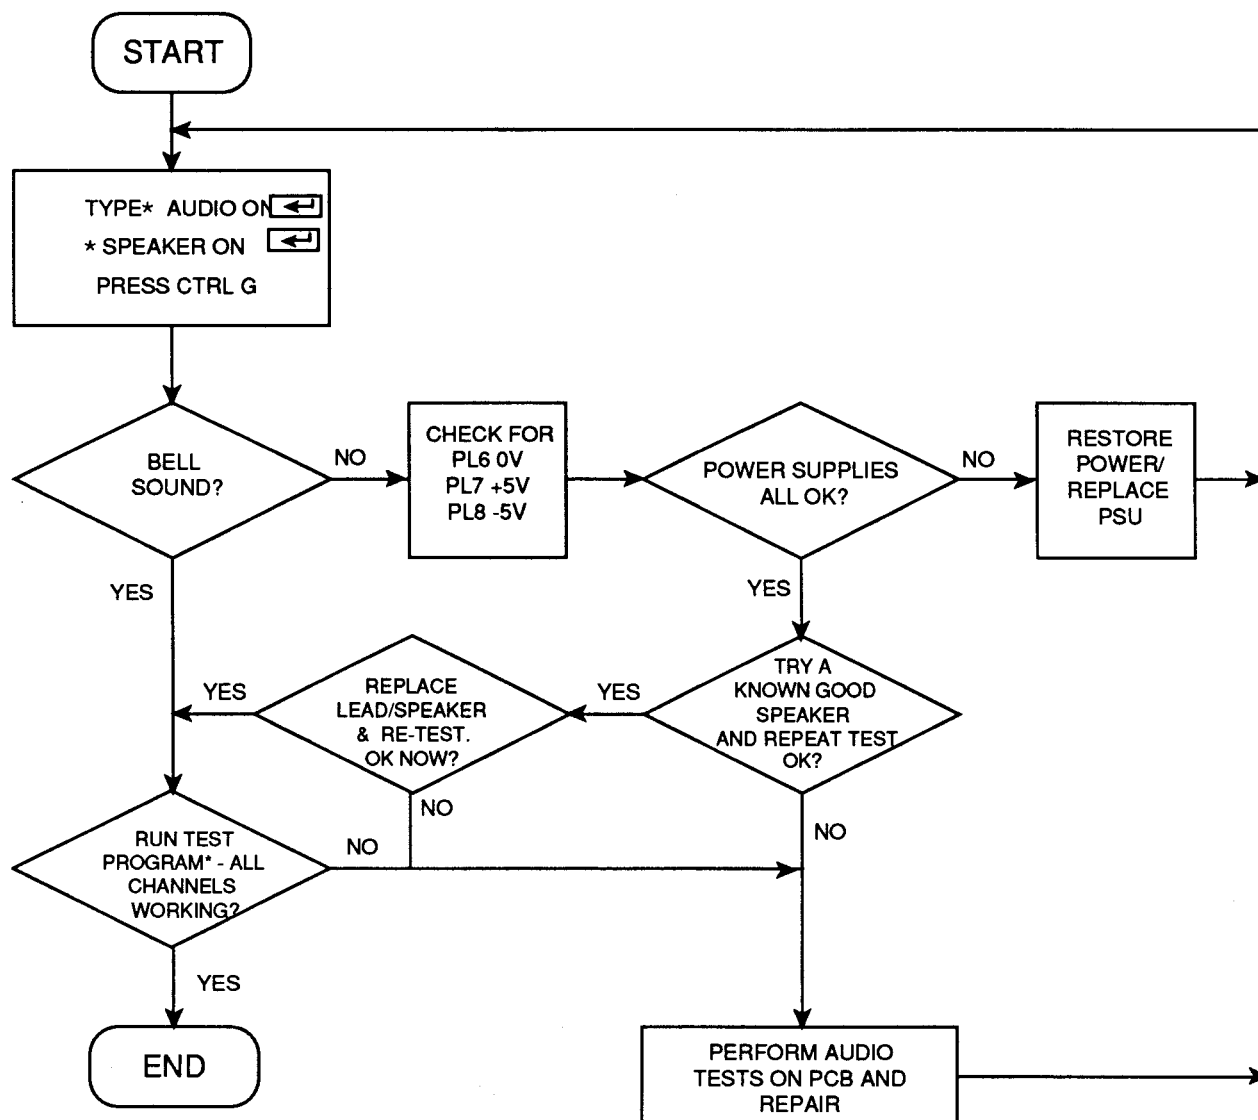 START
TYPE* AUDIO ON
* SPEAKER ON
PRESS CTRL G
BELL
SOUND?
NO
CHECK FOR
PL6 0V
PL7 +5V
PL8 -5V
POWER SUPPLIES
ALL OK?
NO
RESTORE
POWER/
REPLACE
PSU
YES
YES
TRY A
KNOWN GOOD
SPEAKER
AND REPEAT TEST
OK?
YES
REPLACE
LEAD/SPEAKER
& RE-TEST.
OK NOW?
YES
NO
NO
RUN TEST
PROGRAM* - ALL
CHANNELS
WORKING?
NO
YES
END
PERFORM AUDIO
TESTS ON PCB AND
REPAIR